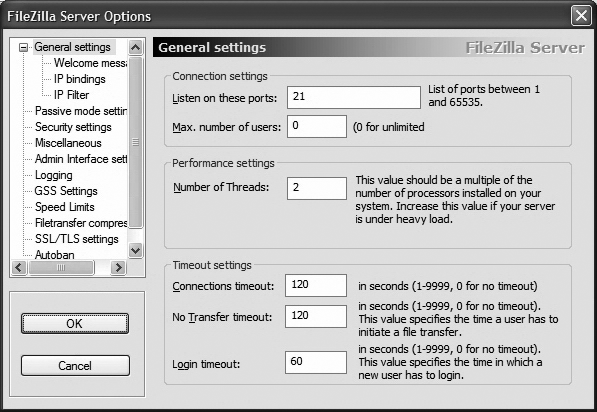 FileZilla Server Options
General settings
Welcome messa
IP bindings
IP Filter
Passive mode settin
Security settings
Miscellaneous
Admin Interface sett
Logging
GSS Settings
Speed Limits
Filetransfer compres
SSL/TLS settings
Autoban
OK
Cancel
General settings
FileZilla Server
Connection settings
Listen on these ports:
21
List of ports between 1
and 65535.
Max. number of users:
0
(0 for unlimited
Performance settings
Number of Threads:
2
This value should be a multiple of the
number of processors installed on your
system. Increase this value if your server
is under heavy load.
Timeout settings
Connections timeout:
120
in seconds (1-9999, 0 for no timeout)
No Transfer timeout:
120
in seconds (1-9999, 0 for no timeout).
This value specifies the time a user has to
initiate a file transfer.
Login timeout:
60
in seconds (1-9999, 0 for no timeout).
This value specifies the time in which a
new user has to login.